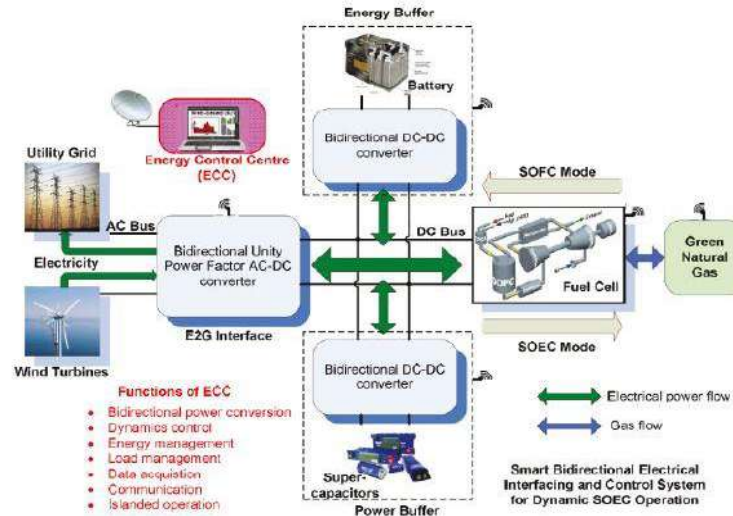 Energy Buffer
Battery
Bidirectional DC-DC
converter
Energy Control Centre
(ECC)
Utility Grid
SOFC Mode
AC Bus
DC Bus
Bidirectional Unity
Power Factor AC-DC
converter
Electricity
Fuel Cell
Green
Natural
Gas
E2G Interface
Wind Turbines
SOEC Mode
Bidirectional DC-DC
converter
Functions of ECC
Bidirectional power conversion
Dynamics control
Energy management
Load management
Data acquistion
Communication
Islanded operation
Super-
capacitors
Power Buffer
Electrical power flow
Gas flow
Smart Bidirectional Electrical
Interfacing and Control System
for Dynamic SOEC Operation